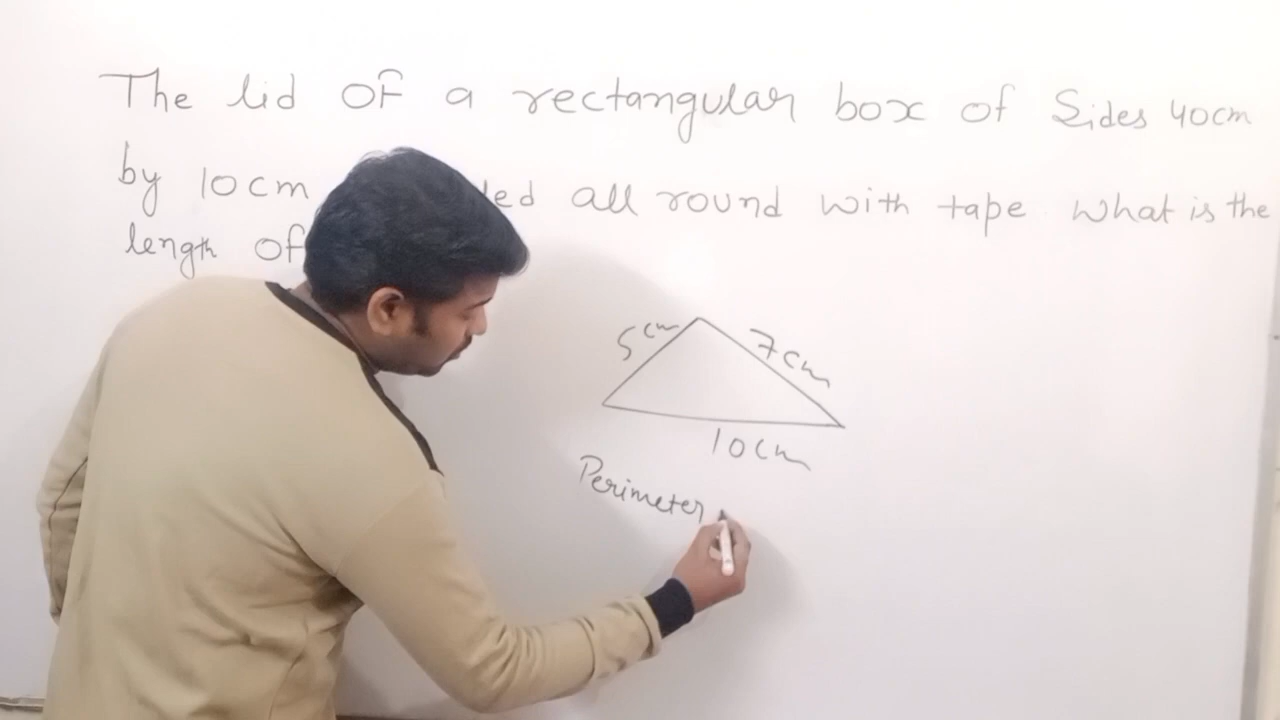 The lid OF a rectangular box of Sides 40cm
by 10cm all round with tape What is the
length of
5cm
7cm
10cm
Perimeter